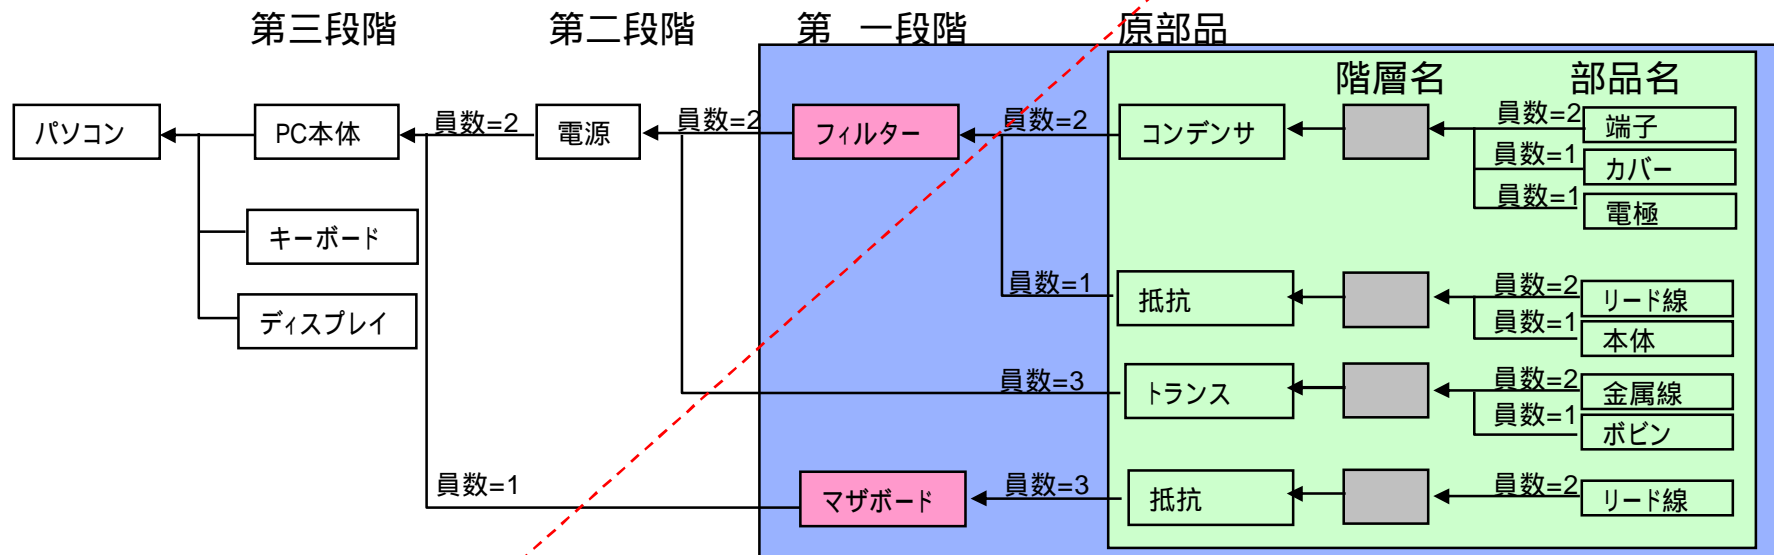 第三段階 第二段階 第 一段階 原部品
階層名 部品名
パソコン PC本体 員数=2 電源 員数=2 フィルター 員数=2 コンデンサ 員数=2 端子
員数=1 カバー
員数=1 電極
キーボード
ディスプレイ
員数=1 抵抗 員数=2 リード線
員数=1 本体
員数=3 トランス 員数=2 金属線
員数=1 ボビン
員数=1 マザボード 員数=3 抵抗 員数=2 リード線